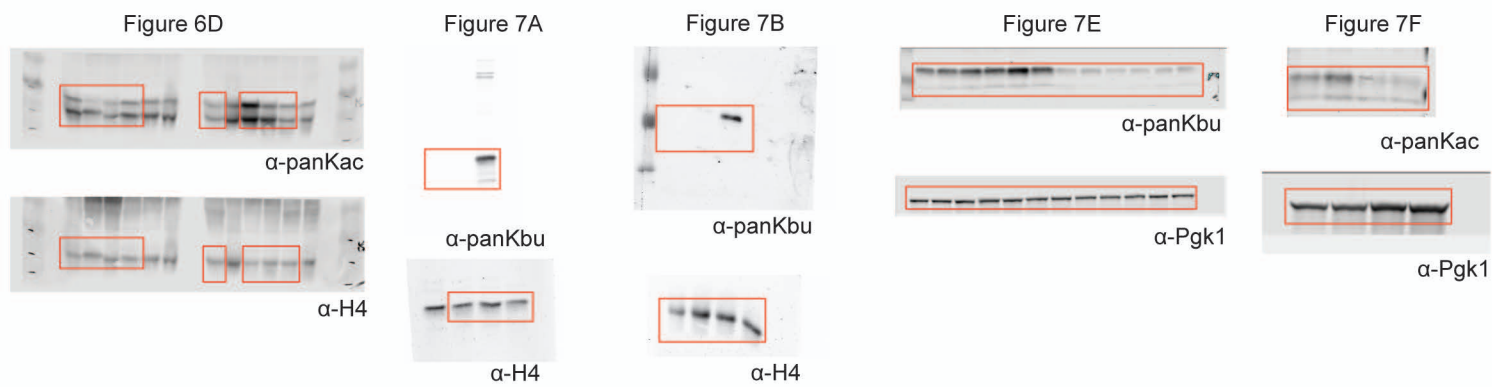 Figure 6D
Figure 7A
Figure 7B
Figure 7E
Figure 7F
α-panKac
α-H4
α-panKbu
α-H4
α-panKbu
α-H4
α-panKbu
α-Pgk1
α-panKac
α-Pgk1